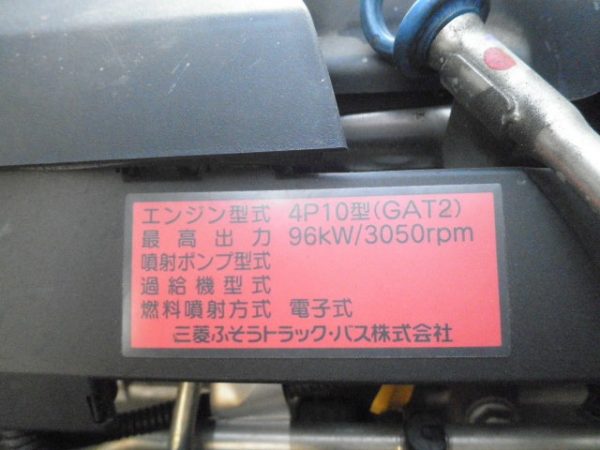 エンジン型式 4P10型(GAT2)
最高出力 96kW/3050rpm
噴射ポンプ型式
過給機型式
燃料噴射方式 電子式
三菱ふそうトラック・バス株式会社